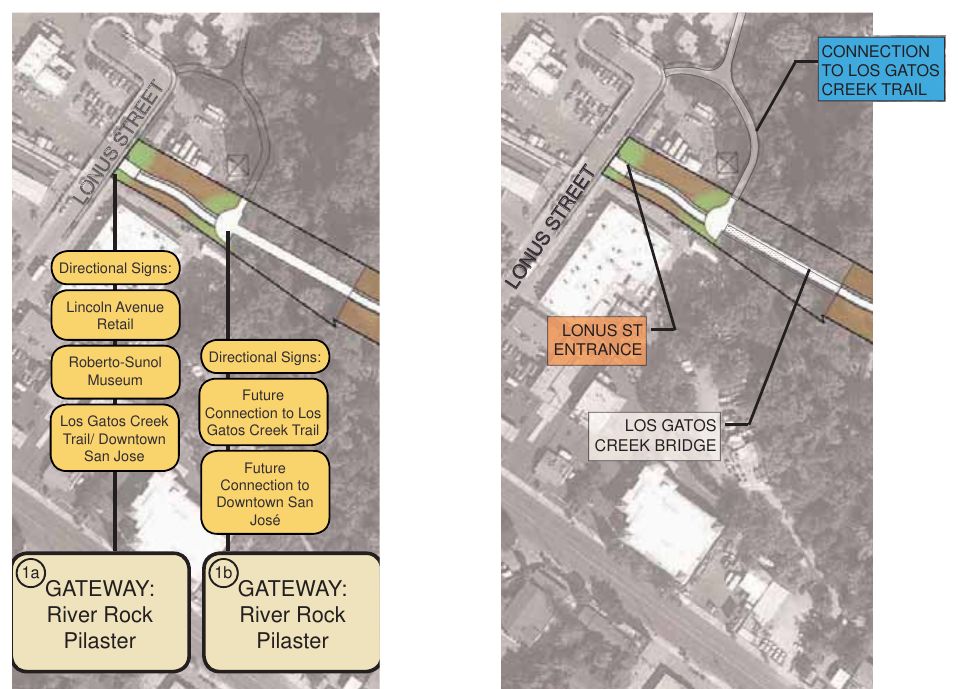 LONUS STREET
Directional Signs:
Lincoln Avenue
Retail
Roberto-Sunol
Museum
Los Gatos Creek
Trail/ Downtown
San Jose
Directional Signs:
Future
Connection to Los
Gatos Creek Trail
Future
Connection to
Downtown San
José
1a
GATEWAY:
River Rock
Pilaster
1b
GATEWAY:
River Rock
Pilaster
CONNECTION
TO LOS GATOS
CREEK TRAIL
LONUS STREET
LONUS ST
ENTRANCE
LOS GATOS
CREEK BRIDGE